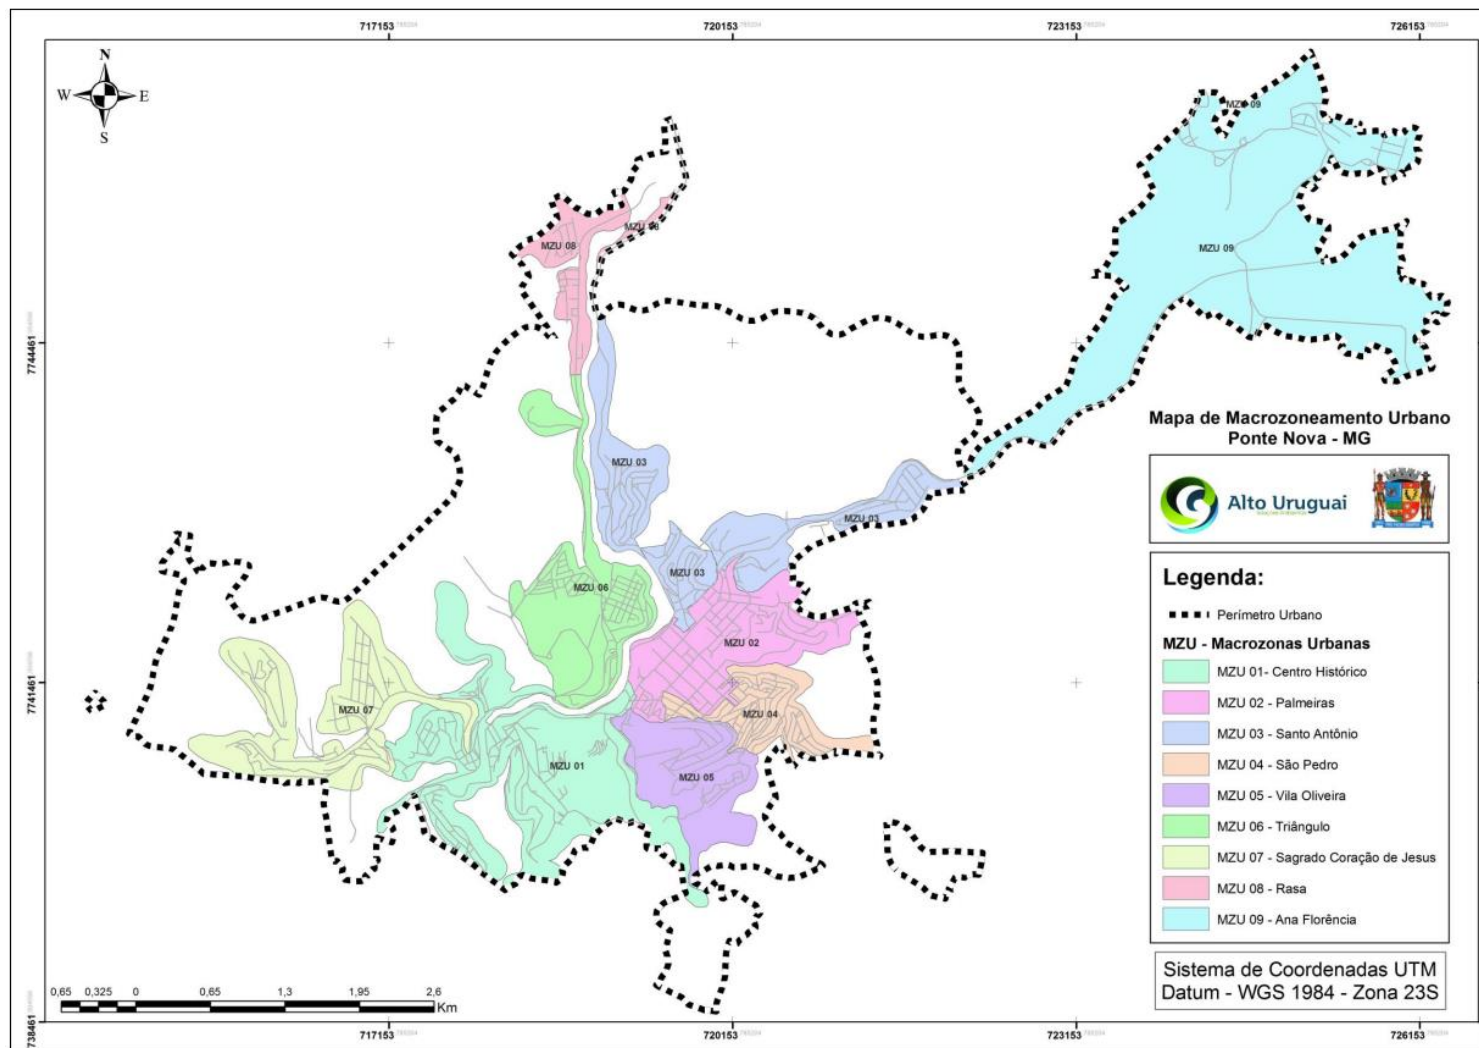 717153
720153
723153
726153
N
W E
S
MZU 09
MZU 08
MZU 09
7744461
7744461
Mapa de Macrozoneamento Urbano
Ponte Nova - MG
MZU 03
Alto Uruguai
MZU 03
MZU 03
MZU 06
Legenda:
Perímetro Urbano
MZU 02
MZU - Macrozonas Urbanas
MZU 01- Centro Histórico
7741461
7741461
MZU 02 - Palmeiras
MZU 07
MZU 04
MZU 03 - Santo Antônio
MZU 04 - São Pedro
MZU 01
MZU 05
MZU 05 - Vila Oliveira
MZU 06 - Triângulo
MZU 07 - Sagrado Coração de Jesus
MZU 08 - Rasa
MZU 09 - Ana Florência
Sistema de Coordenadas UTM
Datum - WGS 1984 - Zona 23S
0,65 0,325 0 0,65 1,3 1,95 2,6
Km
738461
738461
717153
720153
723153
726153